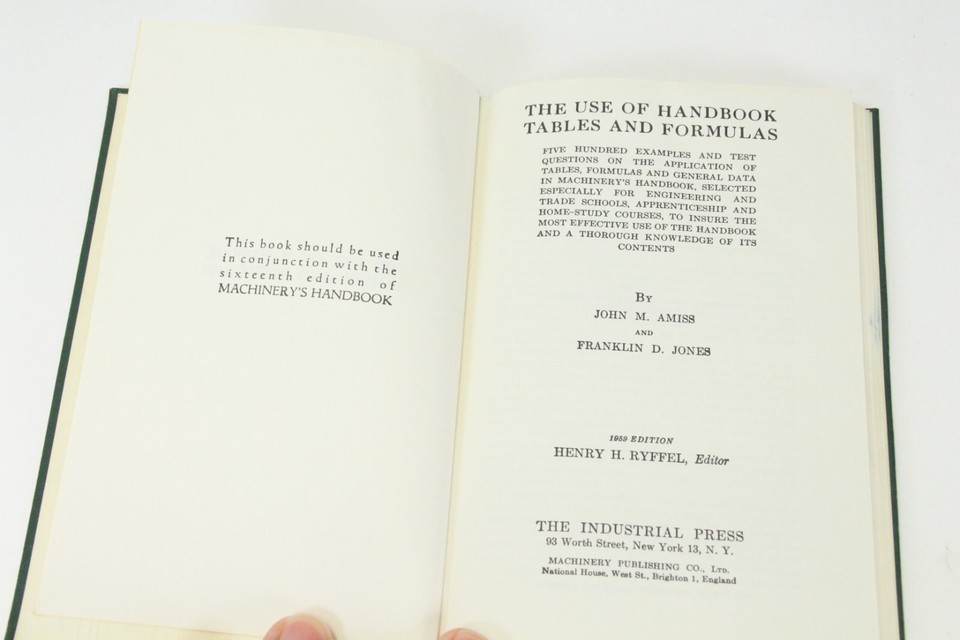 This book should be used
in conjunction with the
sixteenth edition of
MACHINERY'S HANDBOOK
THE USE OF HANDBOOK
TABLES AND FORMULAS
FIVE HUNDRED EXAMPLES AND TEST
QUESTIONS ON THE APPLICATION OF
TABLES, FORMULAS AND GENERAL DATA
IN MACHINERY'S HANDBOOK, SELECTED
ESPECIALLY FOR ENGINEERING AND
TRADE SCHOOLS, APPRENTICESHIP AND
HOME-STUDY COURSES, TO INSURE THE
MOST EFFECTIVE USE OF THE HANDBOOK
AND A THOROUGH KNOWLEDGE OF ITS
CONTENTS
By
JOHN M. AMISS
AND
FRANKLIN D. JONES
1959 EDITION
HENRY H. RYFFEL, Editor
THE INDUSTRIAL PRESS
93 Worth Street, New York 13, N. Y.
MACHINERY PUBLISHING CO., LTD.
National House, West St., Brighton 1, England